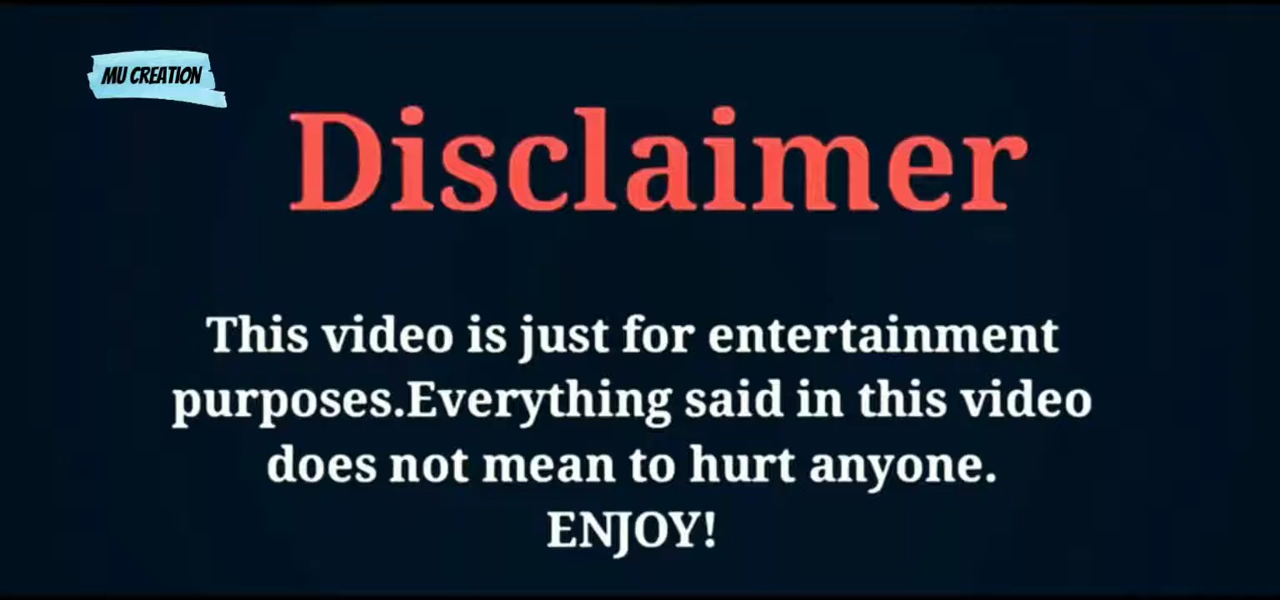 MU CREATION
Disclaimer
This video is just for entertainment
purposes.Everything said in this video
does not mean to hurt anyone.
ENJOY!